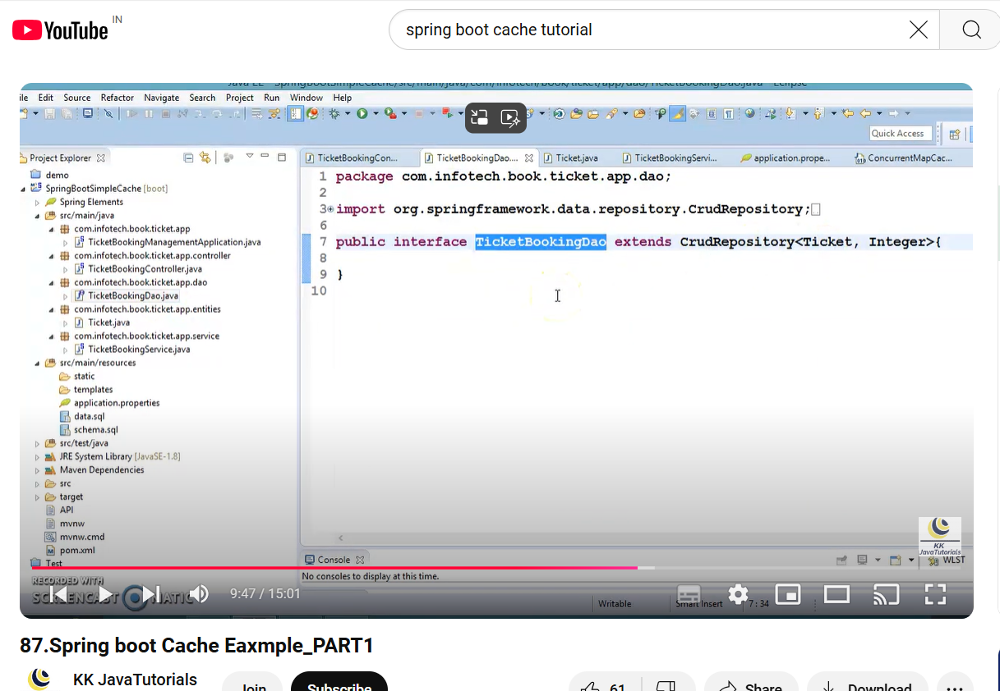 YouTube IN
spring boot cache tutorial
Java EE - SpringBootSimpleCache/src/main/java/com/infotech/book/ticket/app/dao/TicketBookingDao.java - Eclipse
ile Edit Source Refactor Navigate Search Project Run Window Help
Quick Access
Project Explorer
demo
SpringBootSimpleCache [boot]
Spring Elements
src/main/java
com.infotech.book.ticket.app
TicketBookingManagementApplication.java
com.infotech.book.ticket.app.controller
TicketBookingController.java
com.infotech.book.ticket.app.dao
TicketBookingDao.java
com.infotech.book.ticket.app.entities
Ticket.java
com.infotech.book.ticket.app.service
TicketBookingService.java
src/main/resources
static
templates
application.properties
data.sql
schema.sql
src/test/java
JRE System Library [JavaSE-1.8]
Maven Dependencies
src
target
API
mvnw
mvnw.cmd
pom.xml
Test
TicketBookingCon... TicketBookingDao.... Ticket.java TicketBookingServi... application.prope... ConcurrentMapCac...
1 package com.infotech.book.ticket.app.dao;
2
3 import org.springframework.data.repository.CrudRepository;
6
7 public interface TicketBookingDao extends CrudRepository<Ticket, Integer>{
8
9 }
10
KK
JavaTutorials
Console
WLST
No consoles to display at this time.
RECORDED WITH
SCREENCAST MATIC
9:47 / 15:01
Writable Smart Insert 7 : 34
87.Spring boot Cache Eaxmple_PART1
KK JavaTutorials
Join Subscribe 61 Share Download